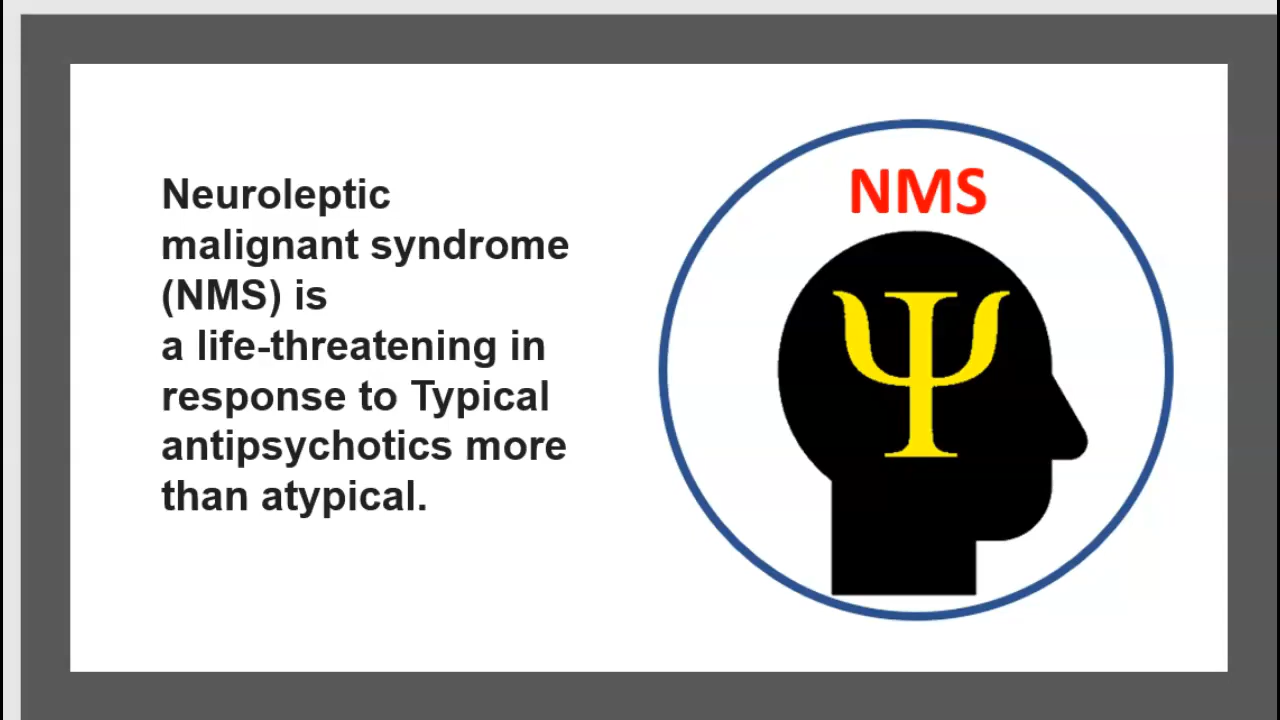 Neuroleptic
malignant syndrome
(NMS) is
a life-threatening in
response to Typical
antipsychotics more
than atypical.
NMS
Ψ